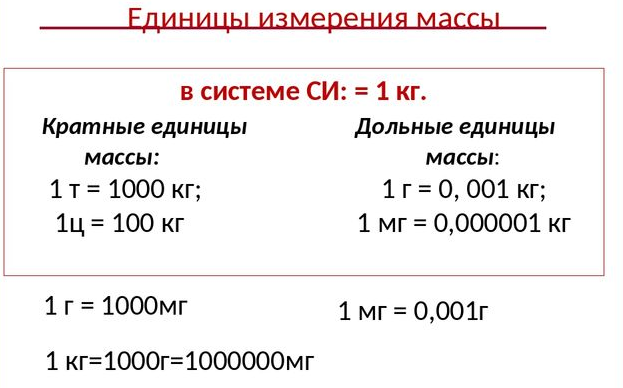 Единицы измерения массы
в системе СИ: = 1 кг.
Кратные единицы
массы:
1 т = 1000 кг;
1ц = 100 кг
Дольные единицы
массы:
1 г = 0, 001 кг;
1 мг = 0,000001 кг
1 г = 1000мг
1 мг = 0,001г
1 кг=1000г=1000000мг